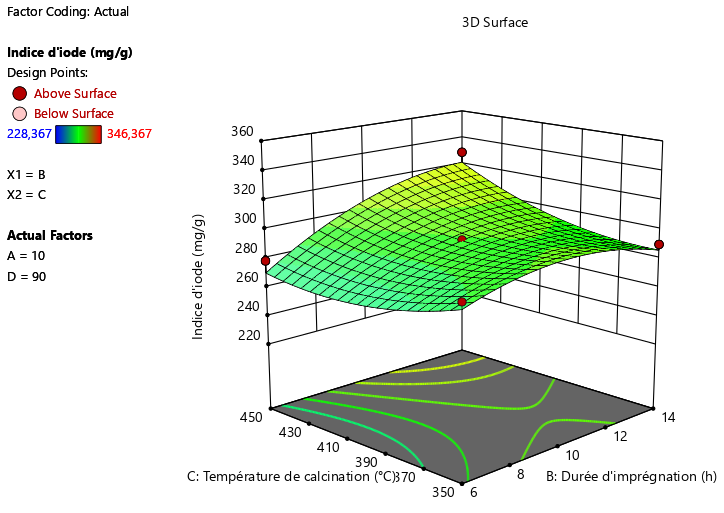 Factor Coding: Actual
3D Surface
Indice d'iode (mg/g)
Design Points:
Above Surface
Below Surface
228,367 346,367
X1 = B
X2 = C
Actual Factors
A = 10
D = 90
Indice d'iode (mg/g)
360
340
320
300
280
260
240
220
450
430
410
390
370
350
6
8
10
12
14
C: Température de calcination (°C)
B: Durée d'imprégnation (h)